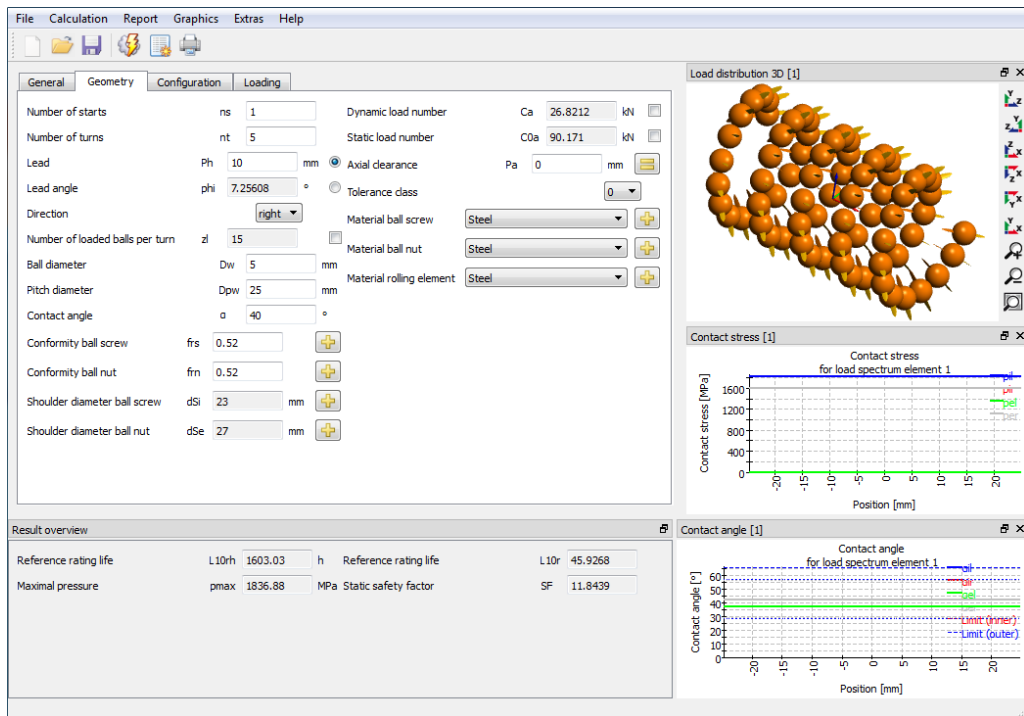 File Calculation Report Graphics Extras Help
General Geometry Configuration Loading
Number of starts ns 1
Number of turns nt 5
Lead Ph 10 mm
Lead angle phi 7.25608 °
Direction right
Number of loaded balls per turn zl 15
Ball diameter Dw 5 mm
Pitch diameter Dpw 25 mm
Contact angle α 40 °
Conformity ball screw frs 0.52
Conformity ball nut frn 0.52
Shoulder diameter ball screw dSi 23 mm
Shoulder diameter ball nut dSe 27 mm
Dynamic load number Ca 26.8212 kN
Static load number C0a 90.171 kN
Axial clearance Pa 0 mm
Tolerance class 0
Material ball screw Steel
Material ball nut Steel
Material rolling element Steel
Load distribution 3D [1]
Y Z
Z Y
Z X
X Z
X Y
Y X
Contact stress [1]
Contact stress
for load spectrum element 1
Contact stress [MPa]
1600
1200
800
400
0
-20 -15 -10 -5 0 5 10 15 20
Position [mm]
pil
pir
pel
per
Result overview
Reference rating life L10rh 1603.03 h Reference rating life L10r 45.9268
Maximal pressure pmax 1836.88 MPa Static safety factor SF 11.8439
Contact angle [1]
Contact angle
for load spectrum element 1
Contact angle [°]
60
50
40
30
20
10
0
-20 -15 -10 -5 0 5 10 15 20
Position [mm]
Limit (inner)
Limit (outer)